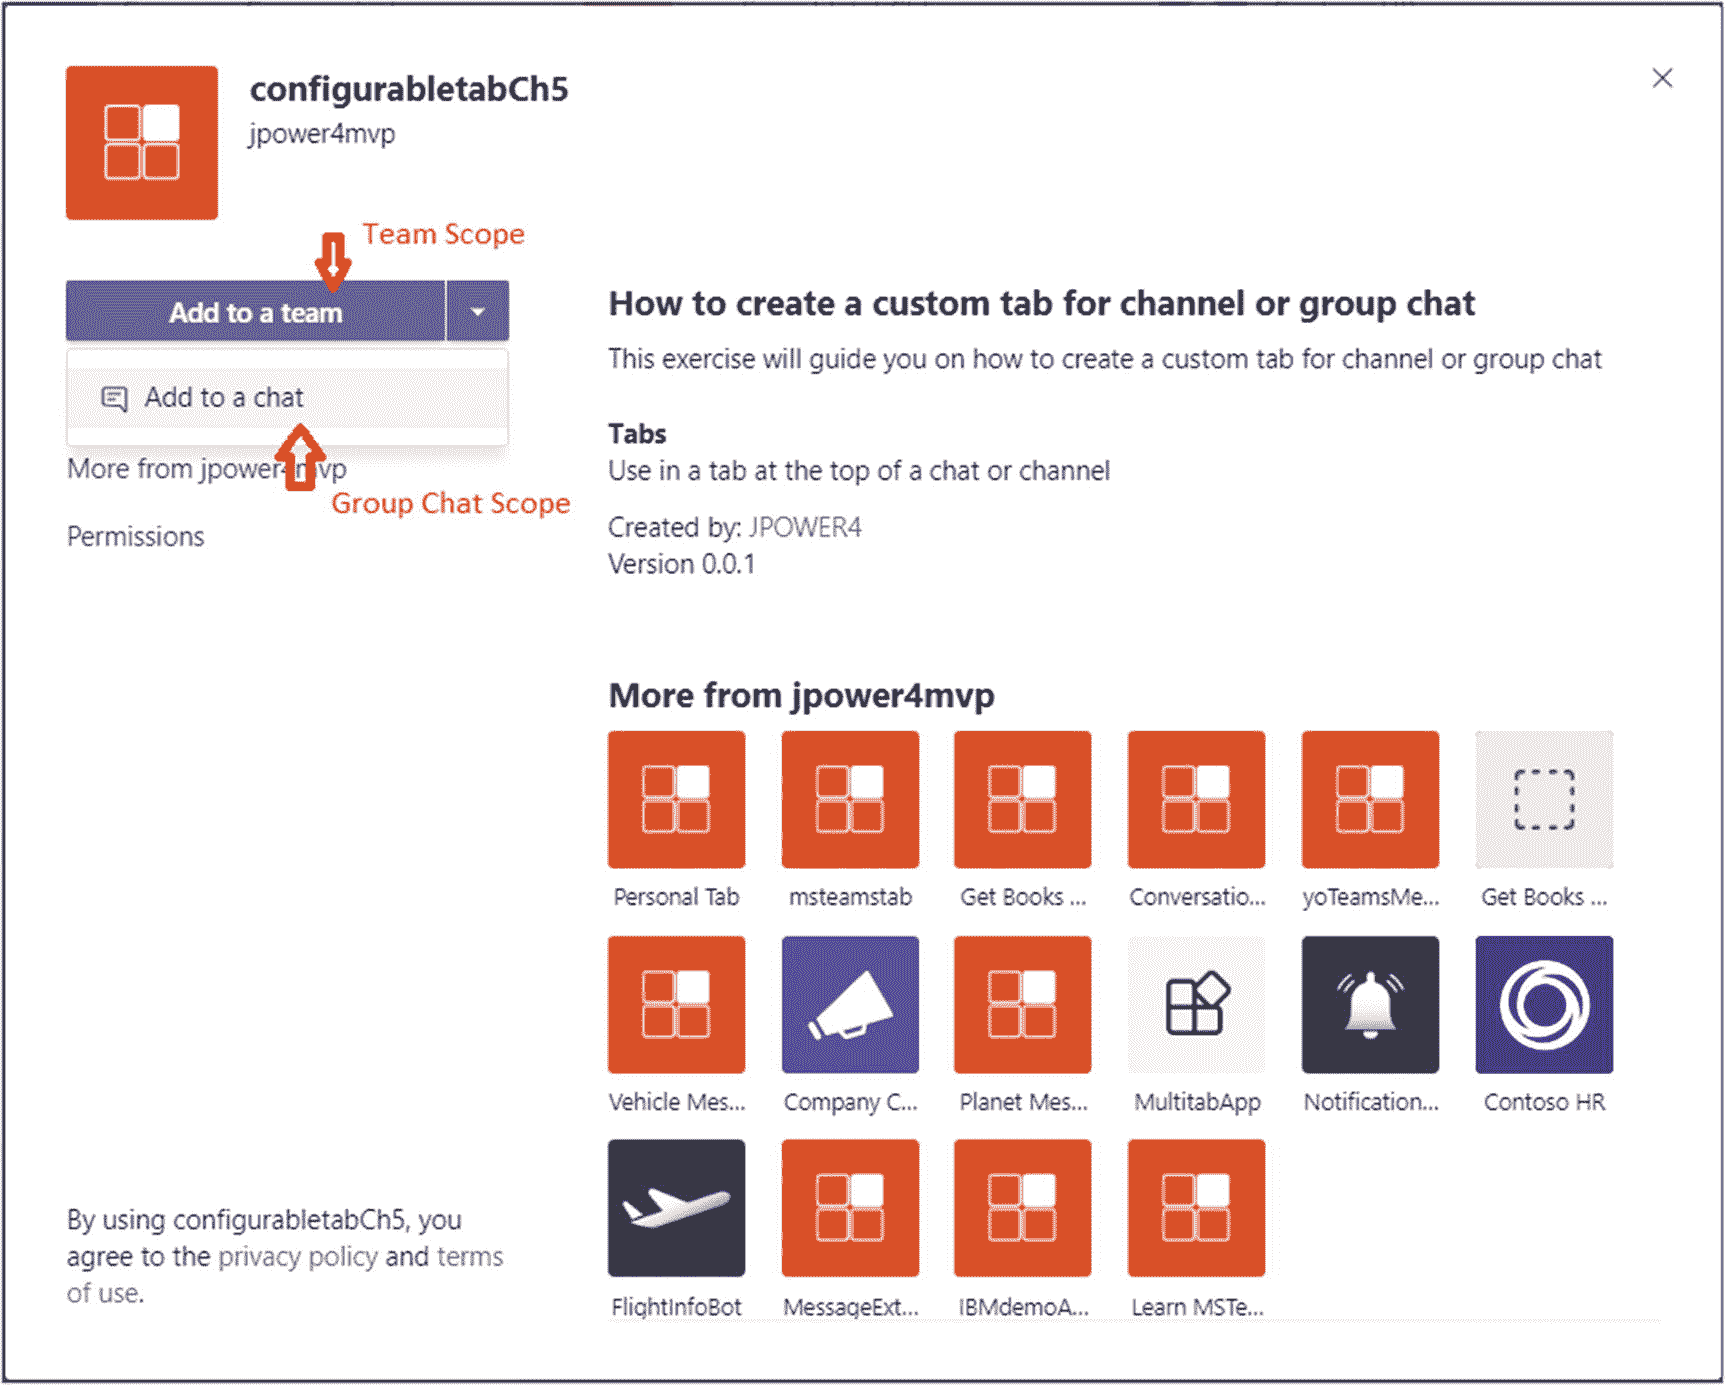 configurabletabCh5
jpower4mvp
Team Scope
Add to a team
Add to a chat
More from jpower4mvp
Group Chat Scope
Permissions
How to create a custom tab for channel or group chat
This exercise will guide you on how to create a custom tab for channel or group chat
Tabs
Use in a tab at the top of a chat or channel
Created by: JPOWER4
Version 0.0.1
More from jpower4mvp
Personal Tab
msteamstab
Get Books ...
Conversatio...
yoTeamsMe...
Get Books ...
Vehicle Mes...
Company C...
Planet Mes...
MultitabApp
Notification...
Contoso HR
FlightInfoBot
MessageExt...
IBMdemoA...
Learn MSTe...
By using configurabletabCh5, you
agree to the privacy policy and terms
of use.